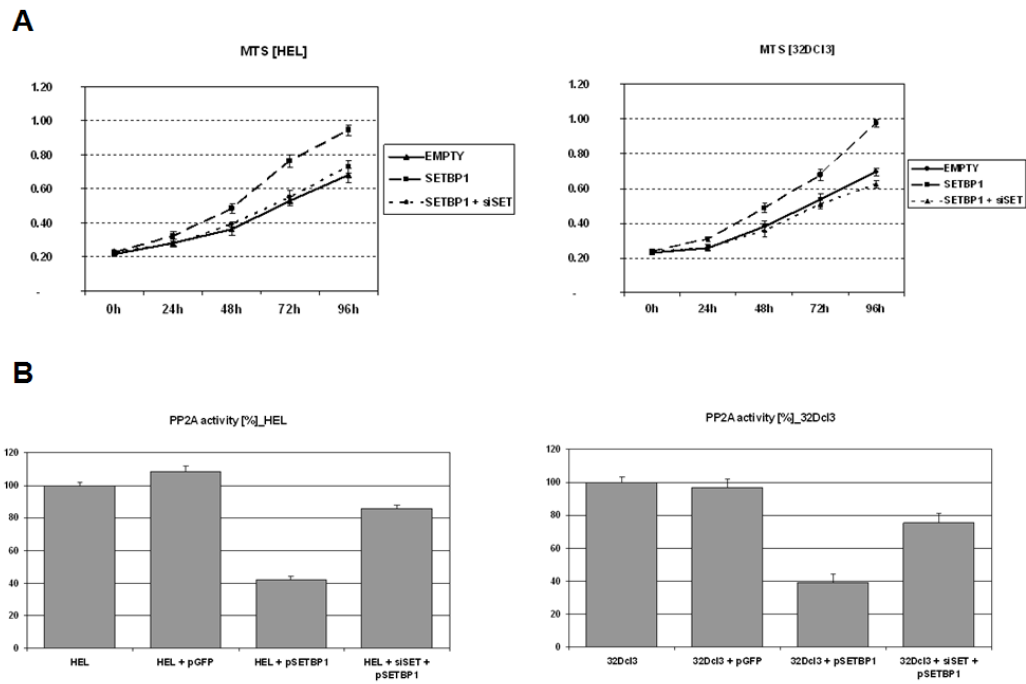 A
MTS [HEL]
1.20
1.00
0.80
0.60
0.40
0.20
-
0h 24h 48h 72h 96h
EMPTY
SETBP1
SETBP1 + siSET
MTS [32DCl3]
1.20
1.00
0.80
0.60
0.40
0.20
-
0h 24h 48h 72h 96h
EMPTY
SETBP1
SETBP1 + siSET
B
PP2A activity [%]_HEL
120
100
80
60
40
20
0
HEL HEL + pGFP HEL + pSETBP1 HEL + siSET +
pSETBP1
PP2A activity [%]_32Dcl3
120
100
80
60
40
20
0
32Dcl3 32Dcl3 + pGFP 32Dcl3 + pSETBP1 32Dcl3 + siSET +
pSETBP1